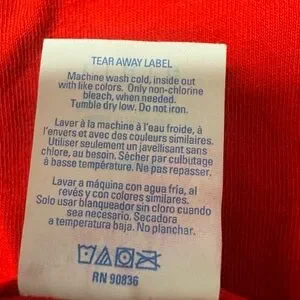 TEAR AWAY LABEL
Machine wash cold, inside out
with like colors. Only non-chlorine
bleach, when needed.
Tumble dry low. Do not iron.
Lavar à la machine à l'eau froide, à
l'envers et avec des couleurs similaires.
Utiliser seulement un javellisant sans
chlore, au besoin. Sécher par culbutage
à basse température. Ne pas repasser.
Lavar a máquina con agua fria, al
revés y con colores similares.
Solo usar blanqueador sin cloro cuando
sea necesario. Secadora
a temperatura baja. No planchar.
RN 90836